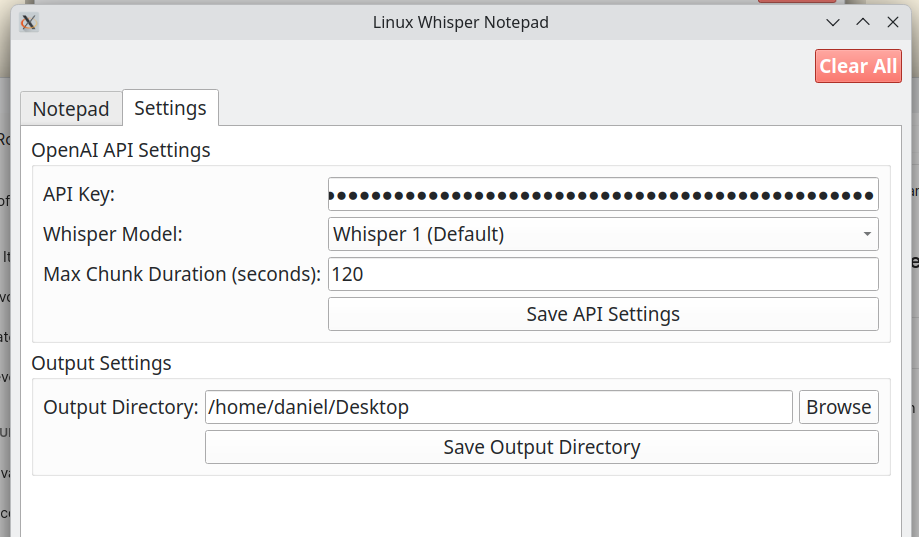 Linux Whisper Notepad
Clear All
Notepad Settings
OpenAI API Settings
API Key: ●●●●●●●●●●●●●●●●●●●●●●●●●●●●●●●●●●●●●●●●●●●●●●●
Whisper Model: Whisper 1 (Default)
Max Chunk Duration (seconds): 120
Save API Settings
Output Settings
Output Directory: /home/daniel/Desktop Browse
Save Output Directory